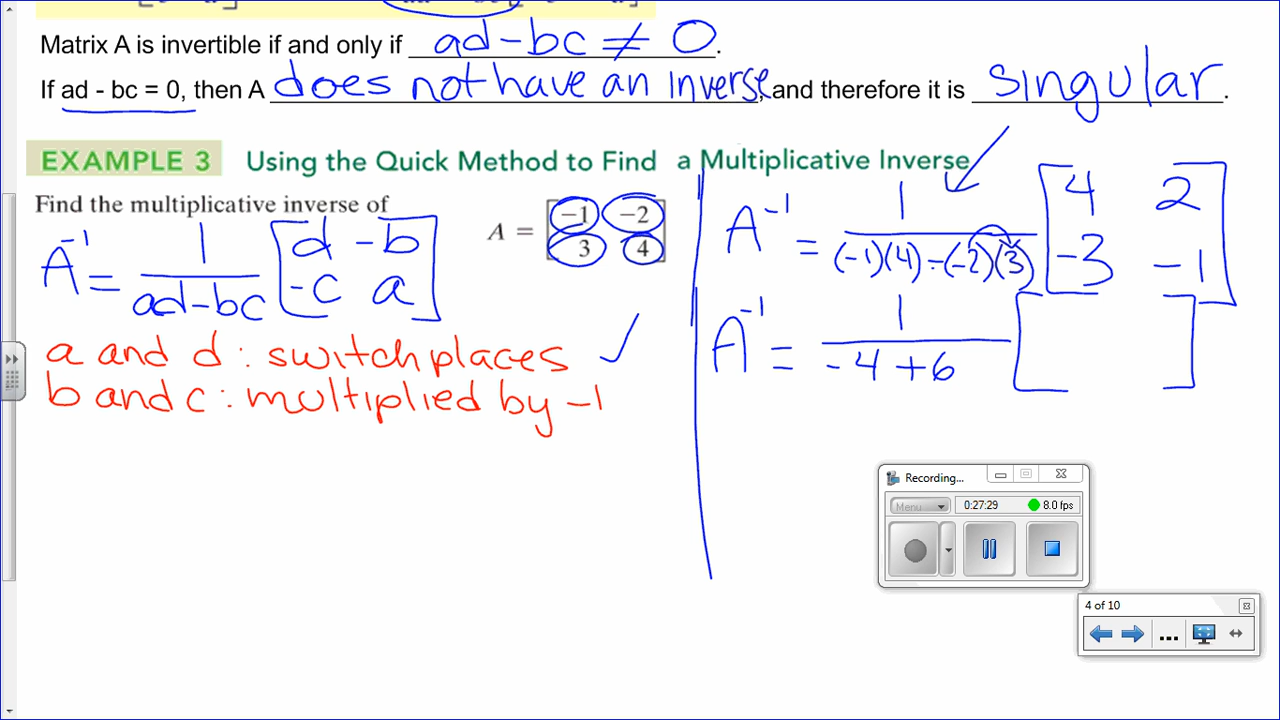 Matrix A is invertible if and only if ad - bc ≠ 0.
If ad - bc = 0, then A does not have an inverse, and therefore it is singular.
EXAMPLE 3 Using the Quick Method to Find a Multiplicative Inverse
Find the multiplicative inverse of
A = [ −1 −2
3 4 ]
A⁻¹ = 1/(ad-bc) [ d -b
-c a ]
a and d : switch places ✓
b and c : multiplied by -1
A⁻¹ = 1/((-1)(4) - (-2)(3)) [ 4 2
-3 -1 ]
A⁻¹ = 1/(-4+6) [ ]
Recording...
Menu 0:27:29 8.0 fps
4 of 10
...